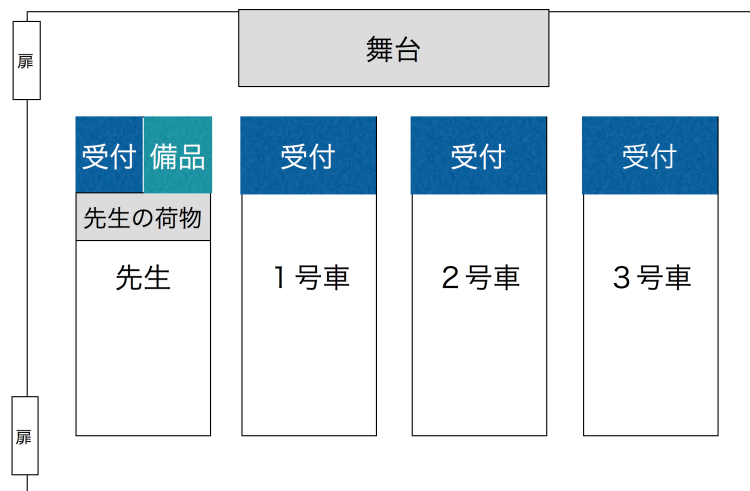 舞台
扉
受付 備品 受付 受付 受付
先生の荷物
先生 1号車 2号車 3号車
扉